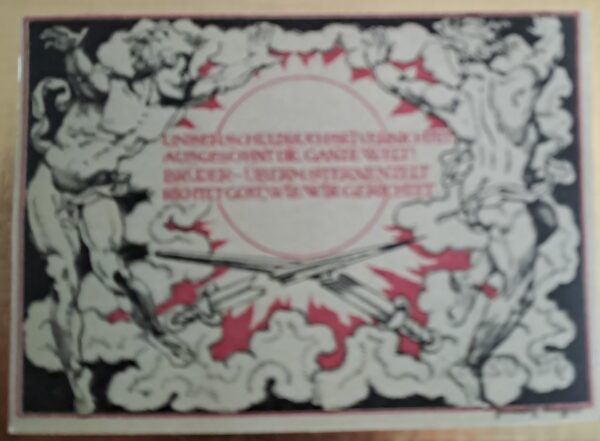 UNSER SCHULDBUCH SEI VERNICHTET
AUSGESÖHNT DIE GANZE WELT!
BRÜDER – ÜBERM STERNENZELT
RICHTET GOTT, WIE WIR GERICHTET.